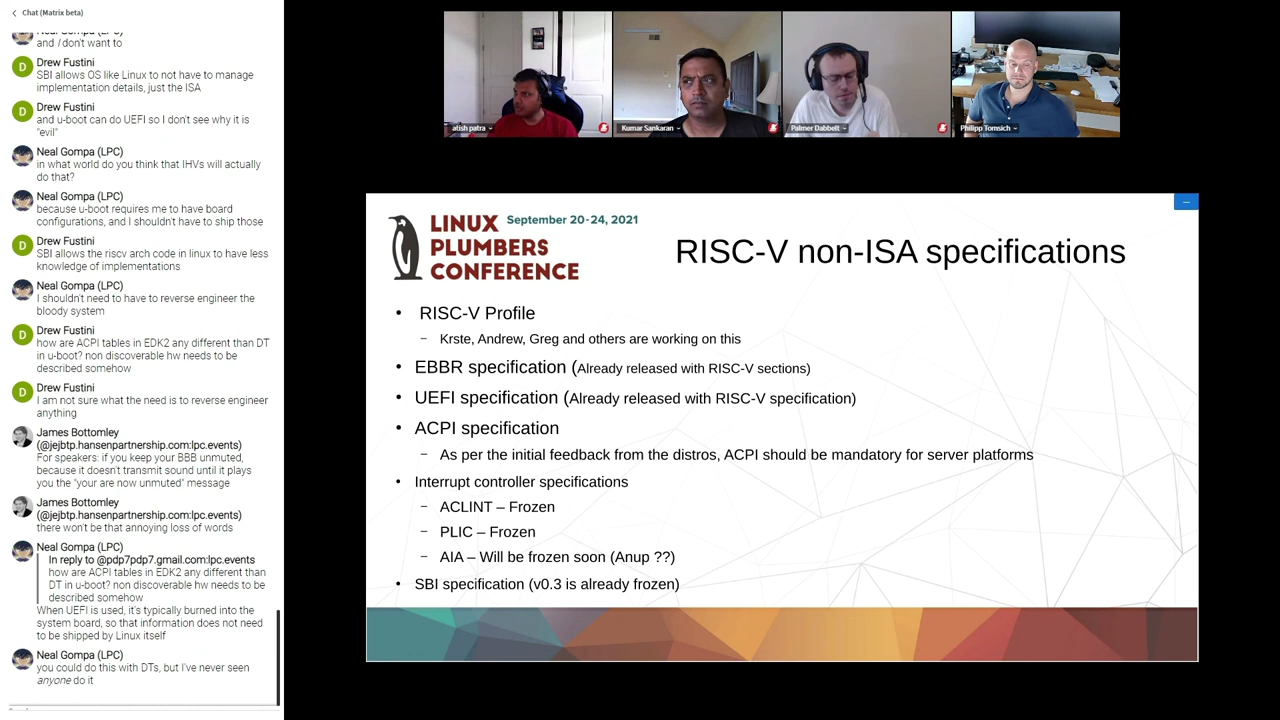 Chat (Matrix beta)
Neal Gompa (LPC)
and I don't want to
Drew Fustini
SBI allows OS like Linux to not have to manage
implementation details, just the ISA
Drew Fustini
and u-boot can do UEFI so I don't see why it is
"evil"
Neal Gompa (LPC)
in what world do you think that IHVs will actually
do that?
Neal Gompa (LPC)
because u-boot requires me to have board
configurations, and I shouldn't have to ship those
Drew Fustini
SBI allows the riscv arch code in linux to have less
knowledge of implementations
Neal Gompa (LPC)
I shouldn't need to have to reverse engineer the
bloody system
Drew Fustini
how are ACPI tables in EDK2 any different than DT
in u-boot? non discoverable hw needs to be
described somehow
Drew Fustini
I am not sure what the need is to reverse engineer
anything
James Bottomley
(@jejbtp.hansenpartnership.com:lpc.events)
For speakers: if you keep your BBB unmuted,
because it doesn't transmit sound until it plays
you the "your are now unmuted" message
James Bottomley
(@jejbtp.hansenpartnership.com:lpc.events)
there won't be that annoying loss of words
Neal Gompa (LPC)
In reply to @pdp7pdp7.gmail.com:lpc.events
how are ACPI tables in EDK2 any different than
DT in u-boot? non discoverable hw needs to be
described somehow
When UEFI is used, it's typically burned into the
system board, so that information does not need
to be shipped by Linux itself
Neal Gompa (LPC)
you could do this with DTs, but I've never seen
anyone do it
atish patra
Kumar Sankaran
Palmer Dabbelt
Philipp Tomsich
LINUX September 20-24, 2021
PLUMBERS
CONFERENCE
RISC-V non-ISA specifications
• RISC-V Profile
– Krste, Andrew, Greg and others are working on this
• EBBR specification (Already released with RISC-V sections)
• UEFI specification (Already released with RISC-V specification)
• ACPI specification
– As per the initial feedback from the distros, ACPI should be mandatory for server platforms
• Interrupt controller specifications
– ACLINT – Frozen
– PLIC – Frozen
– AIA – Will be frozen soon (Anup ??)
• SBI specification (v0.3 is already frozen)